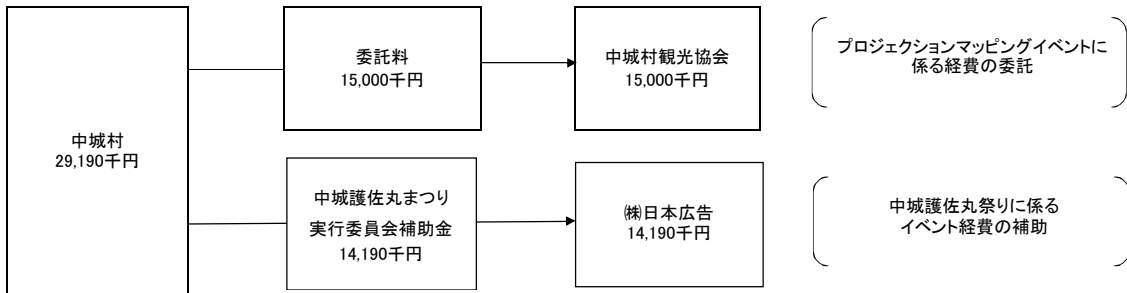 中城村
29,190千円
委託料
15,000千円
中城村観光協会
15,000千円
プロジェクションマッピングイベントに
係る経費の委託
中城護佐丸まつり
実行委員会補助金
14,190千円
㈱日本広告
14,190千円
中城護佐丸祭りに係る
イベント経費の補助